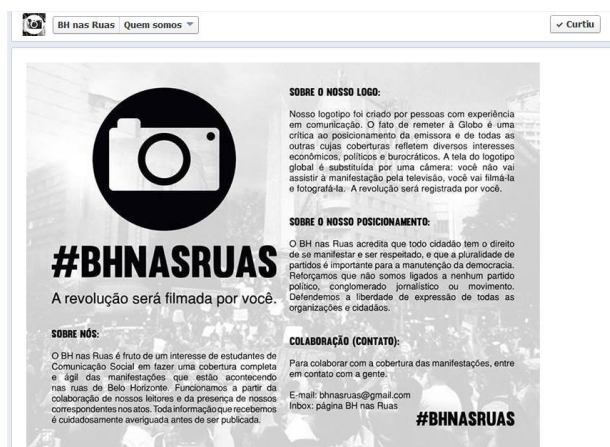 BH nas Ruas Quem somos Curtiu
#BHNASRUAS
A revolução será filmada por você.
SOBRE NÓS:
O BH nas Ruas é fruto de um interesse de estudantes de
Comunicação Social em fazer uma cobertura completa
e ágil das manifestações que estão acontecendo
nas ruas de Belo Horizonte. Funcionamos a partir da
colaboração de nossos leitores e da presença de nossos
correspondentes nos atos. Toda informação que recebemos
é cuidadosamente averiguada antes de ser publicada.
SOBRE O NOSSO LOGO:
Nosso logotipo foi criado por pessoas com experiência
em comunicação. O fato de remeter à Globo é uma
crítica ao posicionamento da emissora e de todas as
outras cujas coberturas refletem diversos interesses
econômicos, políticos e burocráticos. A tela do logotipo
global é substituída por uma câmera: você não vai
assistir à manifestação pela televisão, você vai filmá-la
e fotografá-la. A revolução será registrada por você.
SOBRE O NOSSO POSICIONAMENTO:
O BH nas Ruas acredita que todo cidadão tem o direito
de se manifestar e ser respeitado, e que a pluralidade de
partidos é importante para a manutenção da democracia.
Reforçamos que não somos ligados a nenhum partido
político, conglomerado jornalístico ou movimento.
Defendemos a liberdade de expressão de todas as
organizações e cidadãos.
COLABORAÇÃO (CONTATO):
Para colaborar com a cobertura das manifestações, entre
em contato com a gente.
E-mail: bhnasruas@gmail.com
Inbox: página BH nas Ruas
#BHNASRUAS